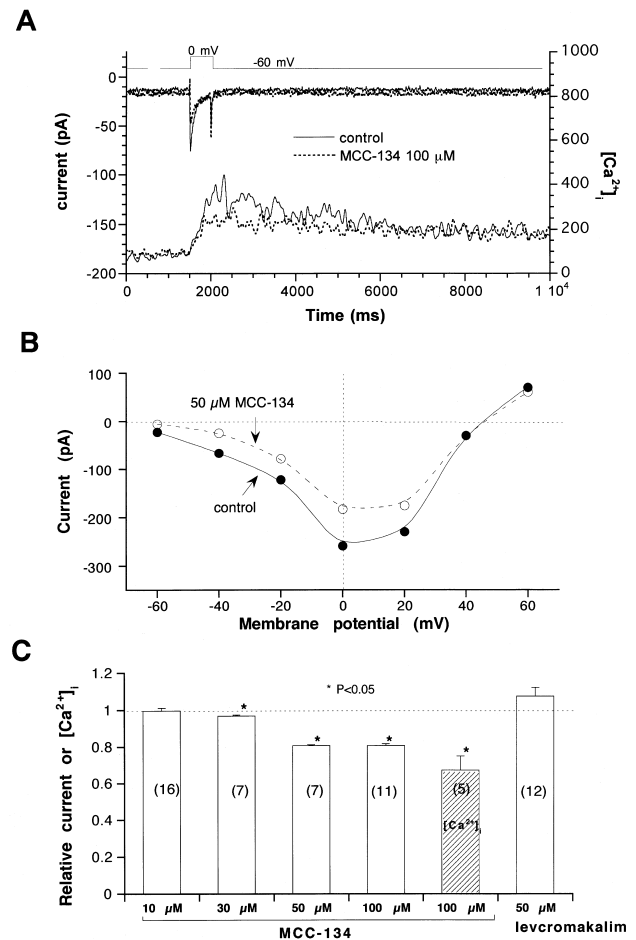 A
0 mV
-60 mV
0
-50
-100
-150
-200
current (pA)
control
MCC-134 100 μM
1000
800
600
400
200
0
[Ca2+]i
0 2000 4000 6000 8000 1 10^4
Time (ms)
B
100
0
-100
-200
-300
Current (pA)
50 μM MCC-134
control
-60 -40 -20 0 20 40 60
Membrane potential (mV)
C
1.2
1
0.8
0.6
0.4
0.2
0
Relative current or [Ca2+]i
* P<0.05
* * * *
(16) (7) (7) (11) (5) (12)
[Ca2+]i
10 μM 30 μM 50 μM 100 μM 100 μM 50 μM
MCC-134
levcromakalim